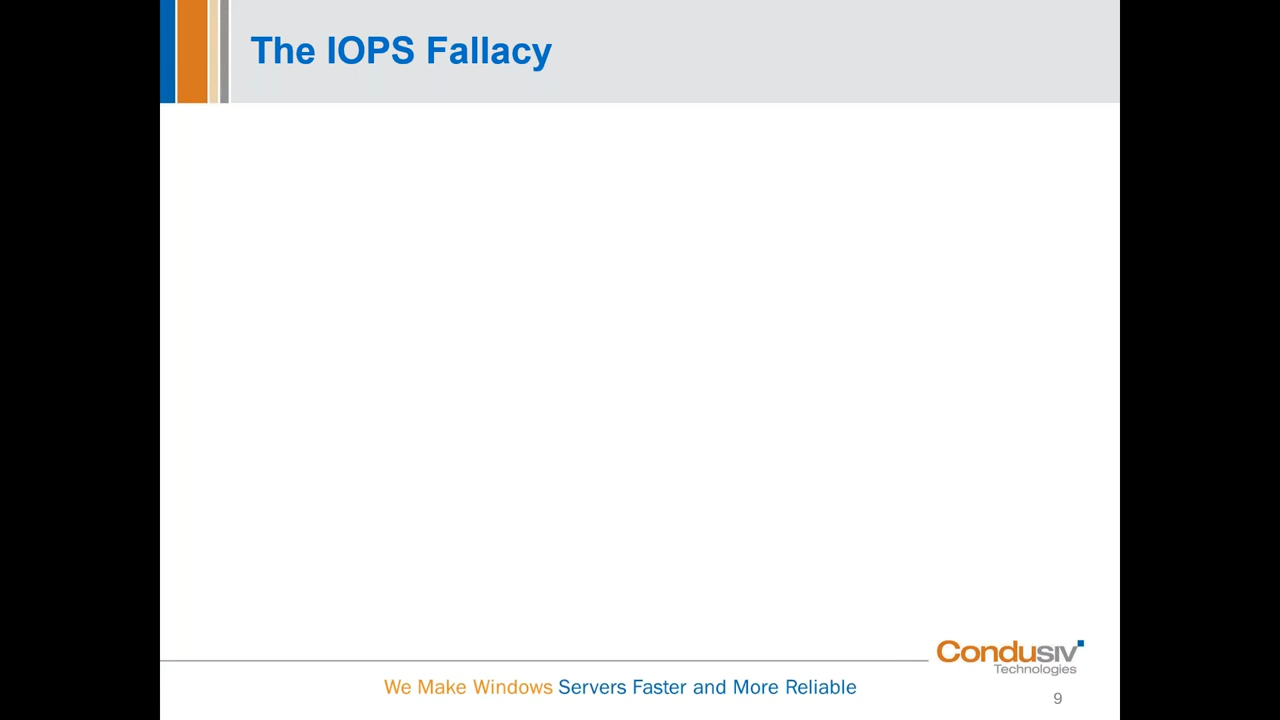 The IOPS Fallacy
Condusiv
Technologies
We Make Windows Servers Faster and More Reliable
9